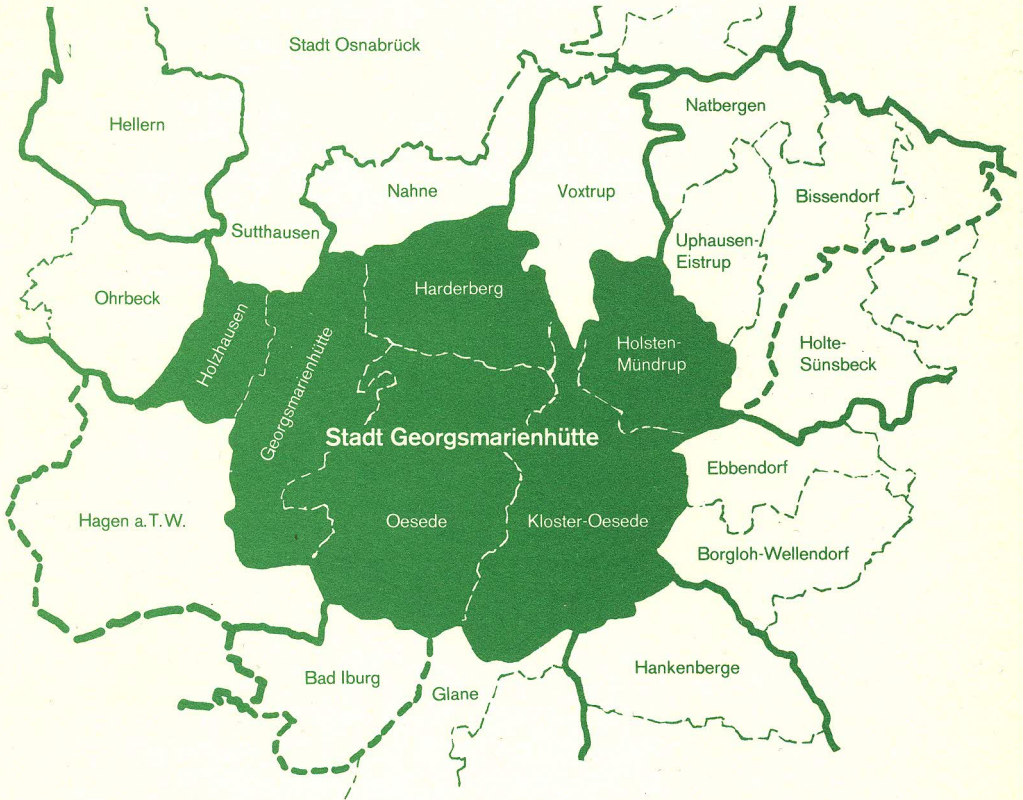 Stadt Osnabrück
Natbergen
Hellern
Nahne
Voxtrup
Bissendorf
Sutthausen
Uphausen-
Eistrup
Ohrbeck
Harderberg
Holzhausen
Georgsmarienhütte
Holsten-
Mündrup
Holte-
Sünsbeck
Stadt Georgsmarienhütte
Ebbendorf
Hagen a.T.W.
Oesede
Kloster-Oesede
Borgloh-Wellendorf
Bad Iburg
Glane
Hankenberge